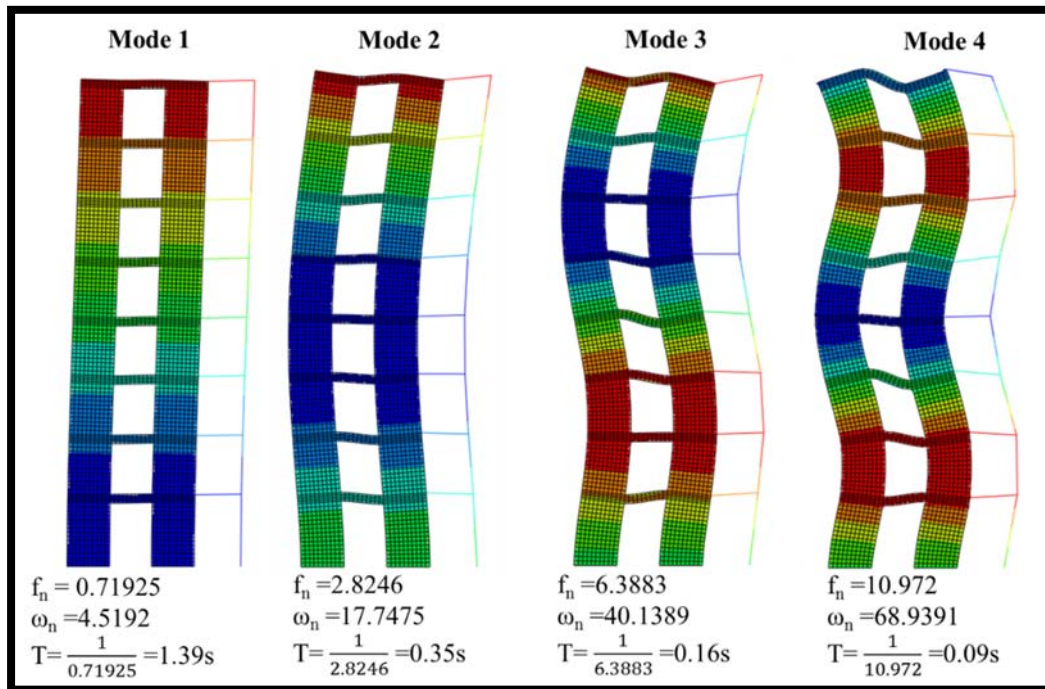 Mode 1
Mode 2
Mode 3
Mode 4
fₙ = 0.71925
ωₙ =4.5192
T= 1/0.71925 =1.39s
fₙ =2.8246
ωₙ =17.7475
T= 1/2.8246 =0.35s
fₙ =6.3883
ωₙ =40.1389
T= 1/6.3883 =0.16s
fₙ =10.972
ωₙ =68.9391
T= 1/10.972 =0.09s